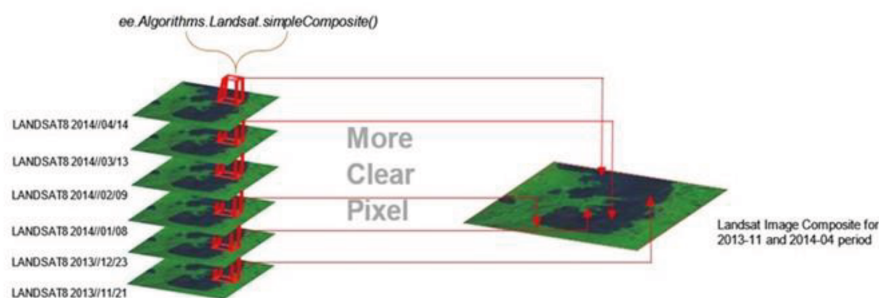 ee.Algorithms.Landsat.simpleComposite()
LANDSAT8 2014//04/14
LANDSAT8 2014//03/13
LANDSAT8 2014//02/09
LANDSAT8 2014//01/08
LANDSAT8 2013//12/23
LANDSAT8 2013//11/21
More
Clear
Pixel
Landsat Image Composite for
2013-11 and 2014-04 period